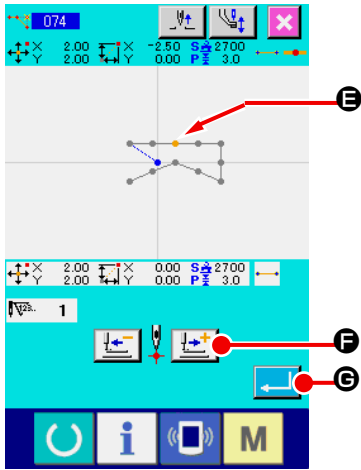 074
X 2.00 X -2.50 S 2700
Y 2.00 Y 0.00 P 3.0
E
X 2.00 X 0.00 S 2700
Y 2.00 Y 0.00 P 3.0
123.. 1
F
G
i M